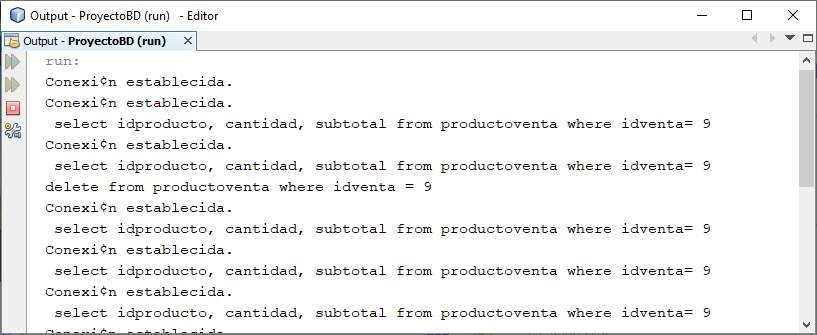 Output - ProyectoBD (run) - Editor
Output - ProyectoBD (run)
run:
Conexi¢n establecida.
Conexi¢n establecida.
select idproducto, cantidad, subtotal from productoventa where idventa= 9
Conexi¢n establecida.
select idproducto, cantidad, subtotal from productoventa where idventa= 9
delete from productoventa where idventa = 9
Conexi¢n establecida.
select idproducto, cantidad, subtotal from productoventa where idventa= 9
Conexi¢n establecida.
select idproducto, cantidad, subtotal from productoventa where idventa= 9
Conexi¢n establecida.
select idproducto, cantidad, subtotal from productoventa where idventa= 9
Conexi¢n establecida.